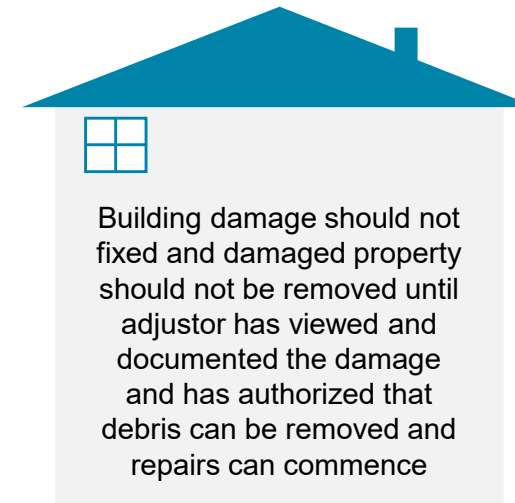 Building damage should not
fixed and damaged property
should not be removed until
adjustor has viewed and
documented the damage
and has authorized that
debris can be removed and
repairs can commence